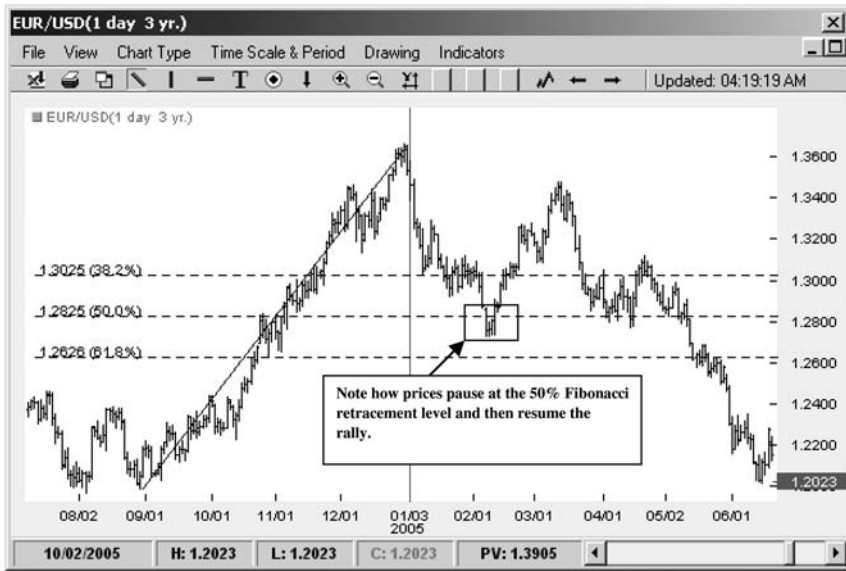 EUR/USD(1 day 3 yr.)
File View Chart Type Time Scale & Period Drawing Indicators
T Updated: 04:19:19 AM
EUR/USD(1 day 3 yr.)
1.3600
1.3400
1.3200
1.3025 (38.2%)
1.3000
1.2825 (50.0%)
1.2800
1.2626 (61.8%)
1.2600
Note how prices pause at the 50% Fibonacci
retracement level and then resume the
rally.
1.2400
1.2200
1.2023
08/02 09/01 10/01 11/01 12/01 01/03 02/01 03/01 04/01 05/02 06/01
2005
10/02/2005 H: 1.2023 L: 1.2023 C: 1.2023 PV: 1.3905